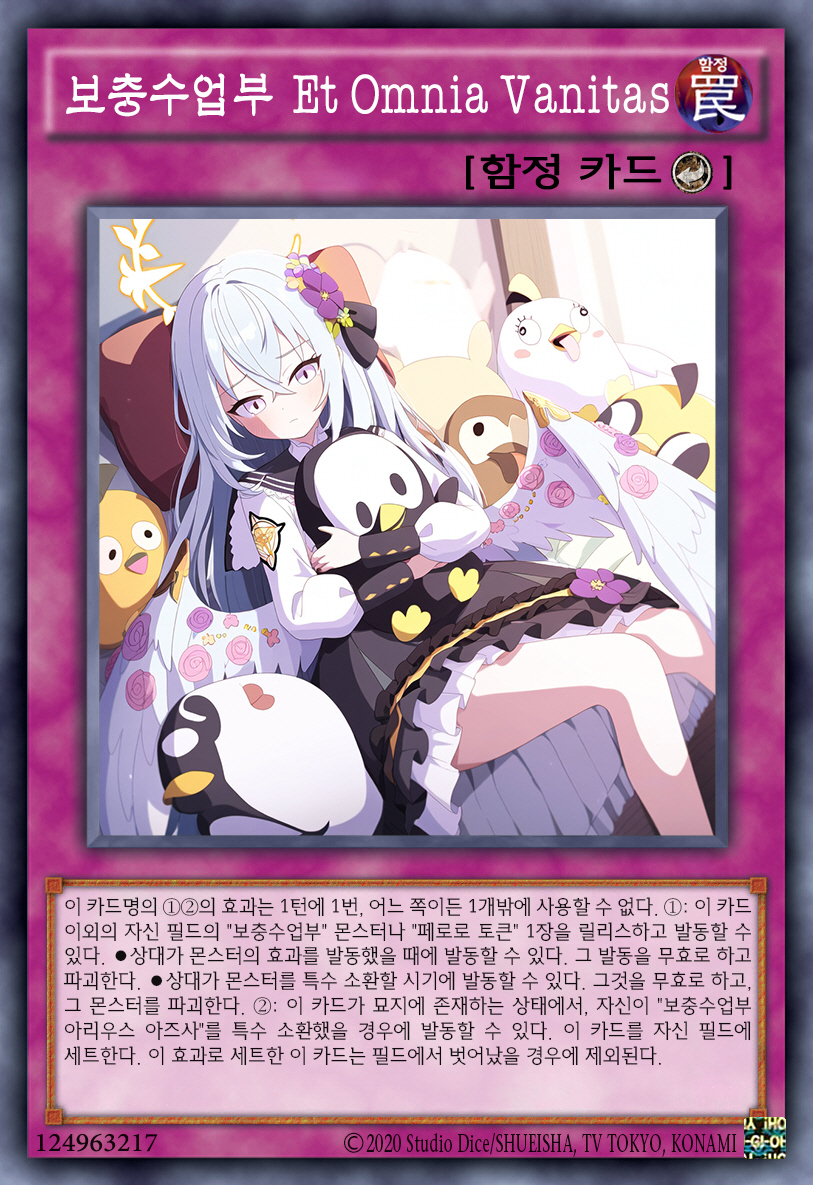 보충수업부 Et Omnia Vanitas
함정
罠
[함정 카드 ]
이 카드명의 ①②의 효과는 1턴에 1번, 어느 쪽이든 1개밖에 사용할 수 없다. ①: 이 카드
이외의 자신 필드의 "보충수업부" 몬스터나 "페로로 토큰" 1장을 릴리스하고 발동할 수
있다. ●상대가 몬스터의 효과를 발동했을 때에 발동할 수 있다. 그 발동을 무효로 하고
파괴한다. ●상대가 몬스터를 특수 소환할 시기에 발동할 수 있다. 그것을 무효로 하고,
그 몬스터를 파괴한다. ②: 이 카드가 묘지에 존재하는 상태에서, 자신이 "보충수업부
아리우스 아즈사"를 특수 소환했을 경우에 발동할 수 있다. 이 카드를 자신 필드에
세트한다. 이 효과로 세트한 이 카드는 필드에서 벗어났을 경우에 제외된다.
124963217
©2020 Studio Dice/SHUEISHA, TV TOKYO, KONAMI